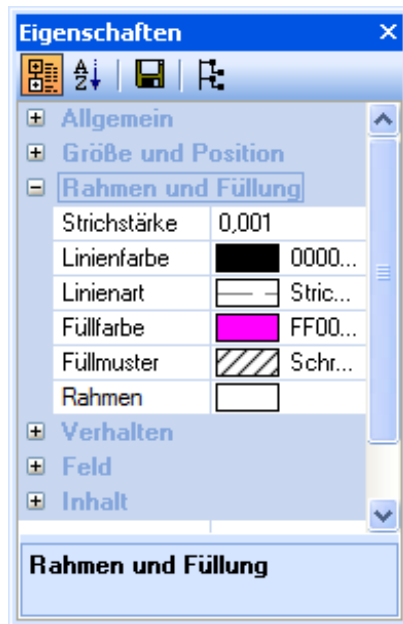 Eigenschaften
Allgemein
Größe und Position
Rahmen und Füllung
Strichstärke 0,001
Linienfarbe 0000...
Linienart Stric...
Füllfarbe FF00...
Füllmuster Schr...
Rahmen
Verhalten
Feld
Inhalt
Rahmen und Füllung